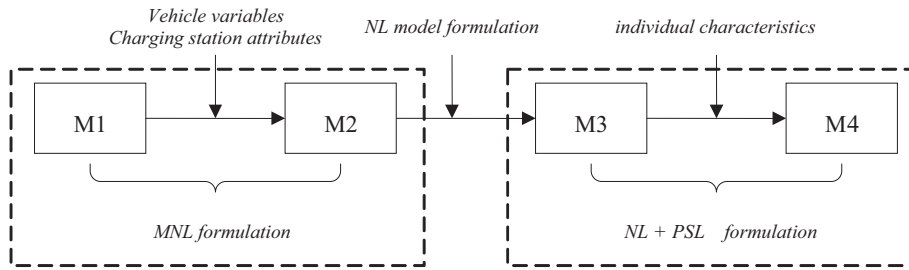 Vehicle variables
Charging station attributes
NL model formulation
individual characteristics
M1
M2
M3
M4
MNL formulation
NL + PSL formulation